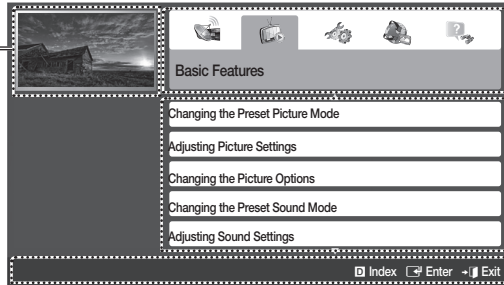 Basic Features
Changing the Preset Picture Mode
Adjusting Picture Settings
Changing the Picture Options
Changing the Preset Sound Mode
Adjusting Sound Settings
D Index Enter Exit